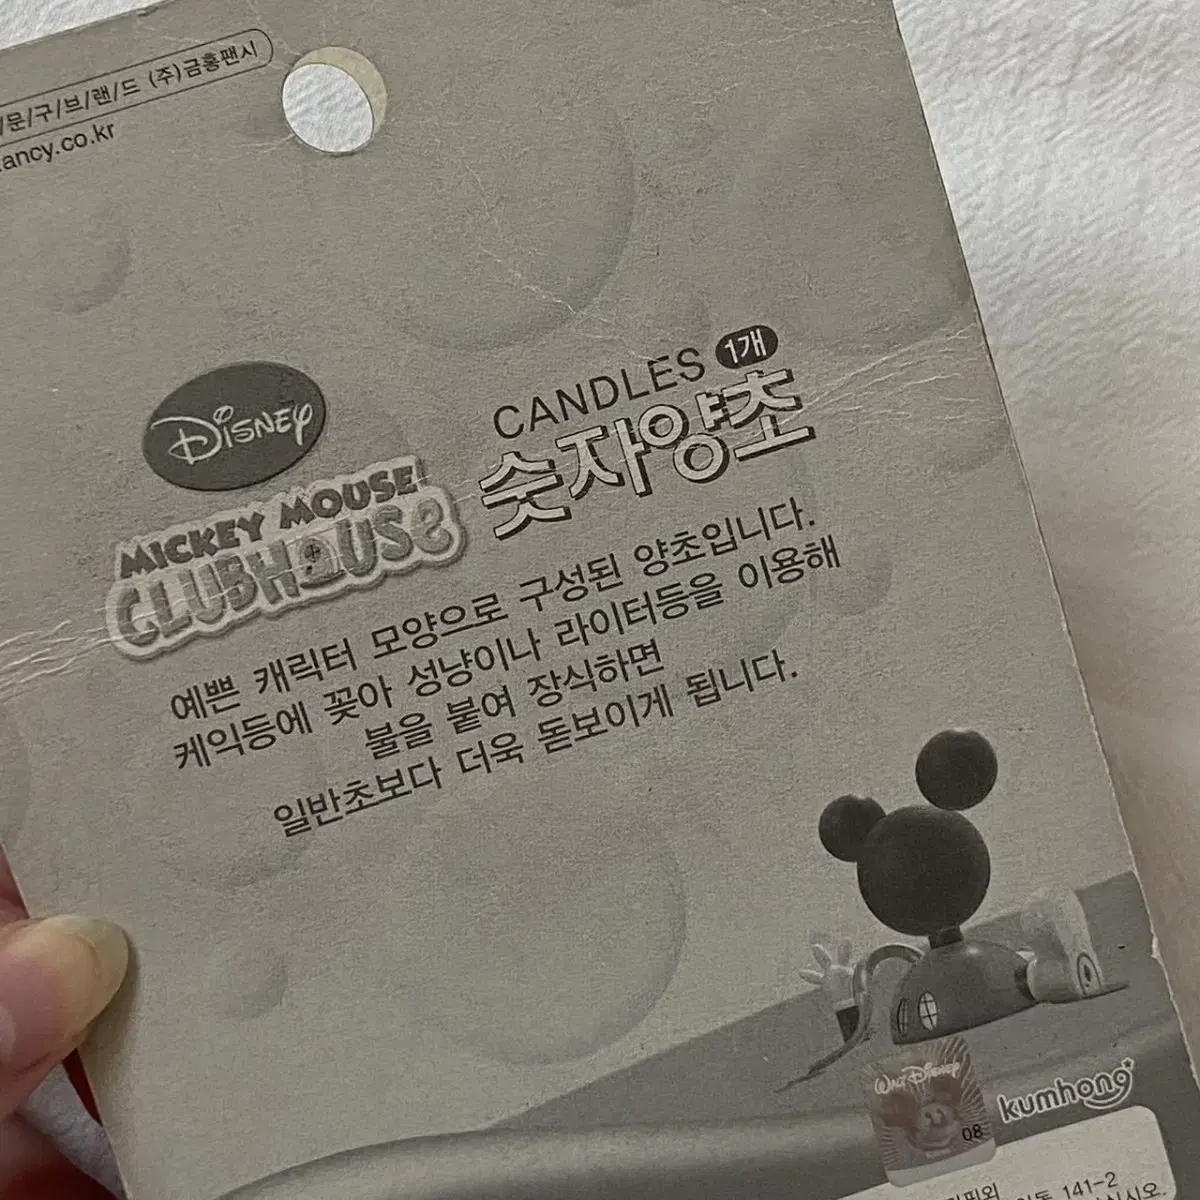 /문/구/브/랜/드 (주)금홍팬시
ancy.co.kr
CANDLES 1개
숫자양초
DISNEY
MICKEY MOUSE
CLUBHOUSE
예쁜 캐릭터 모양으로 구성된 양초입니다.
케익등에 꽂아 성냥이나 라이터등을 이용해
불을 붙여 장식하면
일반초보다 더욱 돋보이게 됩니다.
WALT DISNEY
08
kumhong
141-2